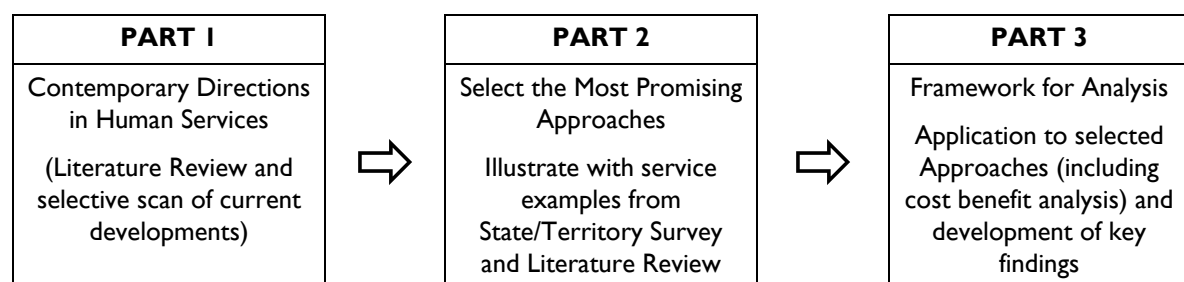 PART 1
Contemporary Directions
in Human Services
(Literature Review and
selective scan of current
developments)
PART 2
Select the Most Promising
Approaches
Illustrate with service
examples from
State/Territory Survey
and Literature Review
PART 3
Framework for Analysis
Application to selected
Approaches (including
cost benefit analysis) and
development of key
findings